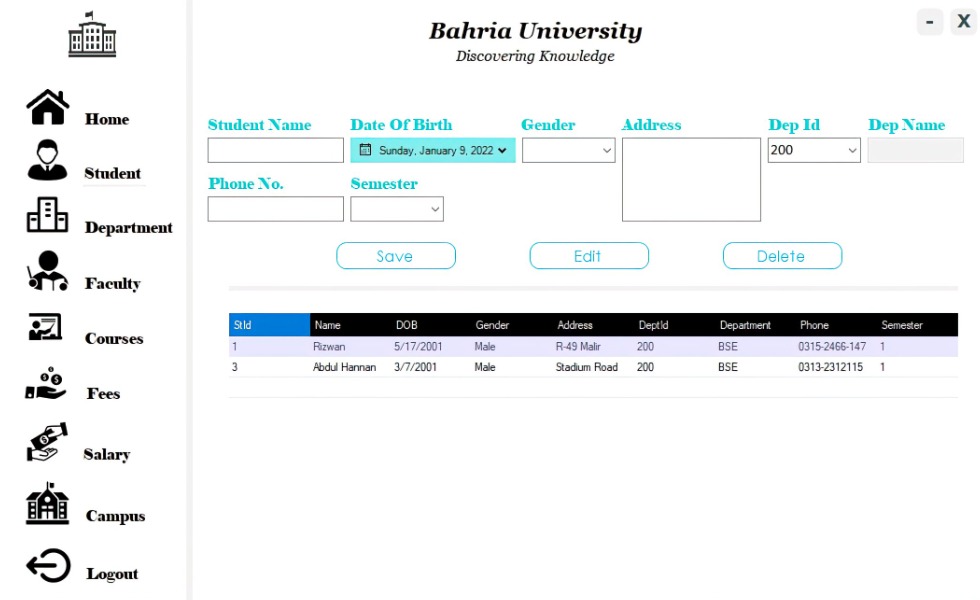 Bahria University
Discovering Knowledge
- X
Home
Student
Department
Faculty
Courses
Fees
Salary
Campus
Logout
Student Name Date Of Birth Gender Address Dep Id Dep Name
Sunday, January 9, 2022 200
Phone No. Semester
Save Edit Delete
StId Name DOB Gender Address DeptId Department Phone Semester
1 Rizwan 5/17/2001 Male R-49 Malir 200 BSE 0315-2466-147 1
3 Abdul Hannan 3/7/2001 Male Stadium Road 200 BSE 0313-2312115 1